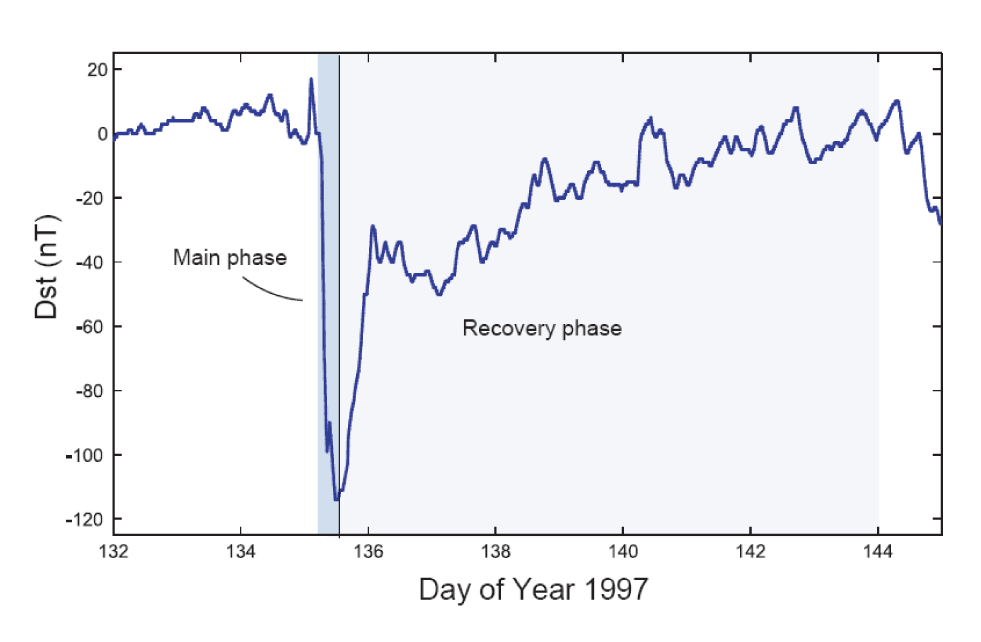 20
0
-20
-40
-60
-80
-100
-120
Dst (nT)
Main phase
Recovery phase
132 134 136 138 140 142 144
Day of Year 1997